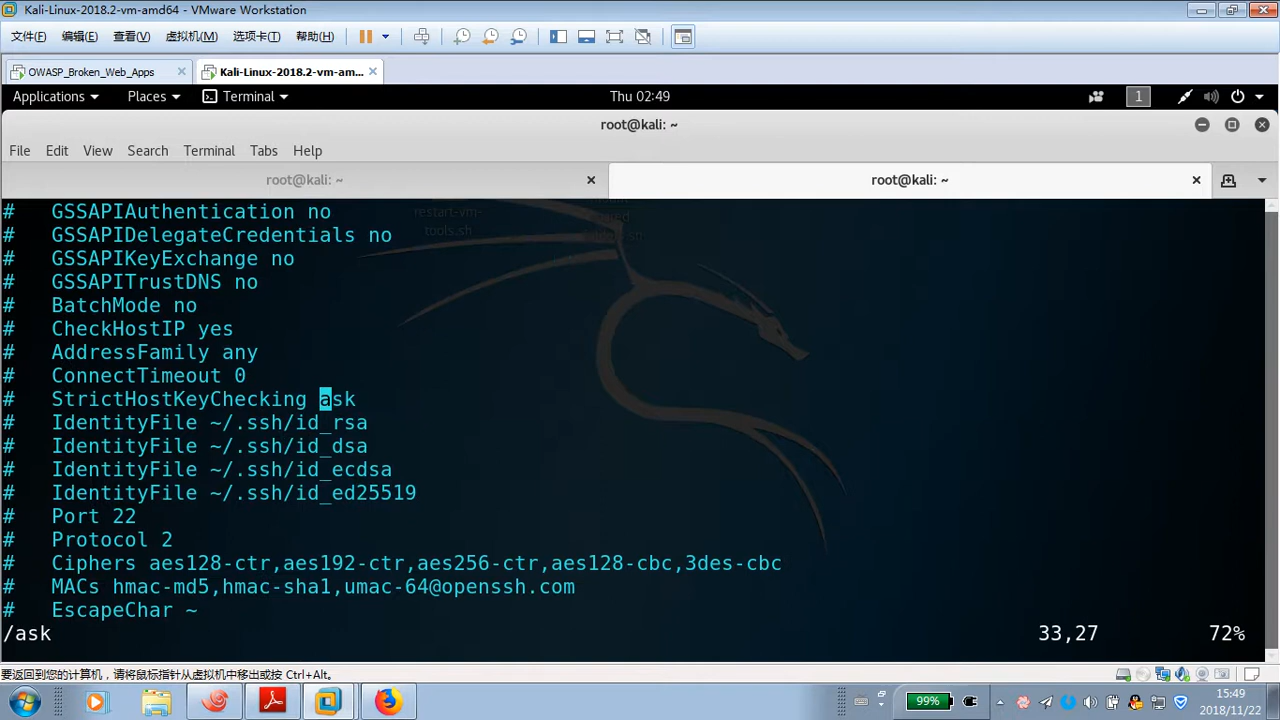 Kali-Linux-2018.2-vm-amd64 - VMware Workstation
文件(F) 编辑(E) 查看(V) 虚拟机(M) 选项卡(T) 帮助(H)
OWASP_Broken_Web_Apps Kali-Linux-2018.2-vm-am...
Applications Places Terminal Thu 02:49 1
root@kali: ~
File Edit View Search Terminal Tabs Help
root@kali: ~ root@kali: ~
restart-vm-
tools.sh
# GSSAPIAuthentication no
# GSSAPIDelegateCredentials no
# GSSAPIKeyExchange no
# GSSAPITrustDNS no
# BatchMode no
# CheckHostIP yes
# AddressFamily any
# ConnectTimeout 0
# StrictHostKeyChecking ask
# IdentityFile ~/.ssh/id_rsa
# IdentityFile ~/.ssh/id_dsa
# IdentityFile ~/.ssh/id_ecdsa
# IdentityFile ~/.ssh/id_ed25519
# Port 22
# Protocol 2
# Ciphers aes128-ctr,aes192-ctr,aes256-ctr,aes128-cbc,3des-cbc
# MACs hmac-md5,hmac-sha1,umac-64@openssh.com
# EscapeChar ~
/ask 33,27 72%
要返回到您的计算机，请将鼠标指针从虚拟机中移出或按 Ctrl+Alt。
99% 15:49
2018/11/22